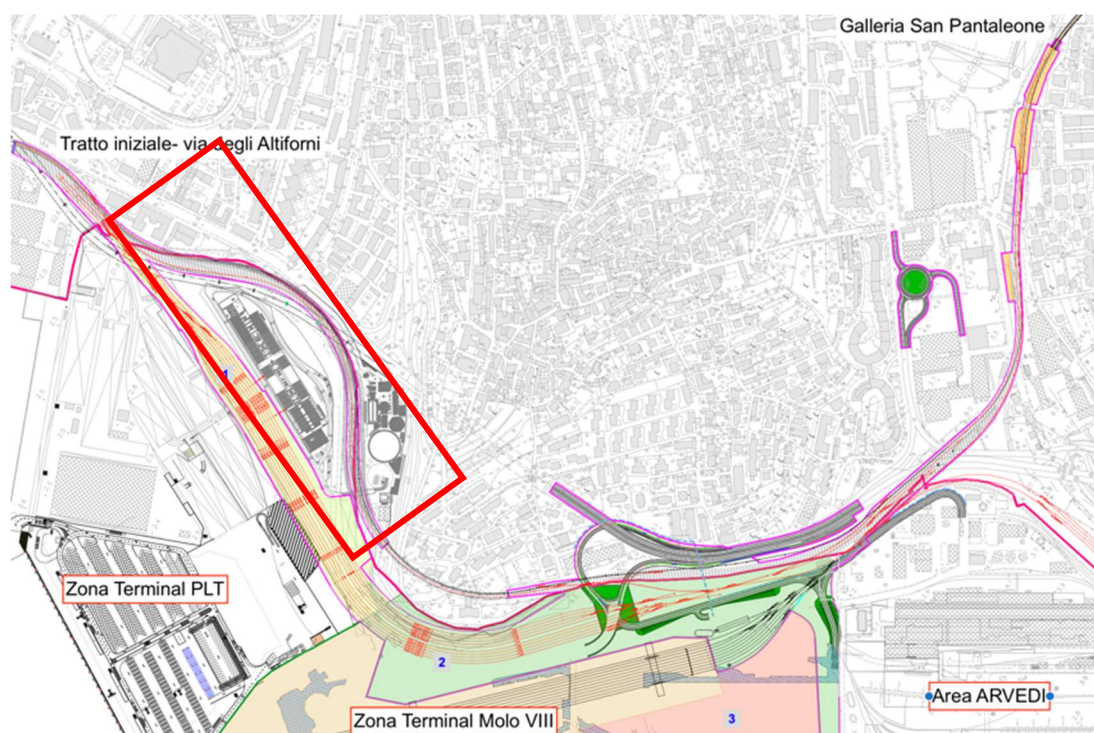 Galleria San Pantaleone
Tratto iniziale- via degli Altiforni
1
Zona Terminal PLT
2
Area ARVEDI
Zona Terminal Molo VIII
3